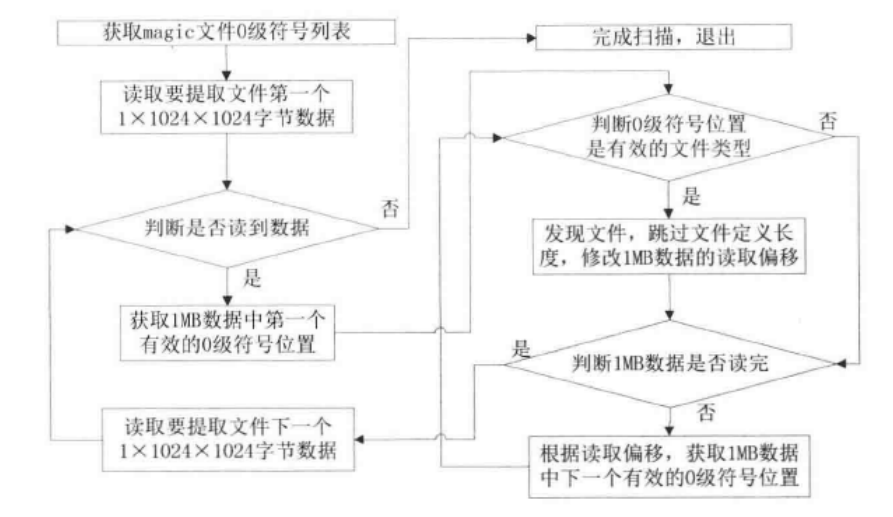 获取magic文件0级符号列表
读取要提取文件第一个
1×1024×1024字节数据
判断是否读到数据
否
是
获取1MB数据中第一个
有效的0级符号位置
读取要提取文件下一个
1×1024×1024字节数据
完成扫描，退出
判断0级符号位置
是有效的文件类型
否
是
发现文件，跳过文件定义长
度，修改1MB数据的读取偏移
是
判断1MB数据是否读完
否
根据读取偏移，获取1MB数据
中下一个有效的0级符号位置